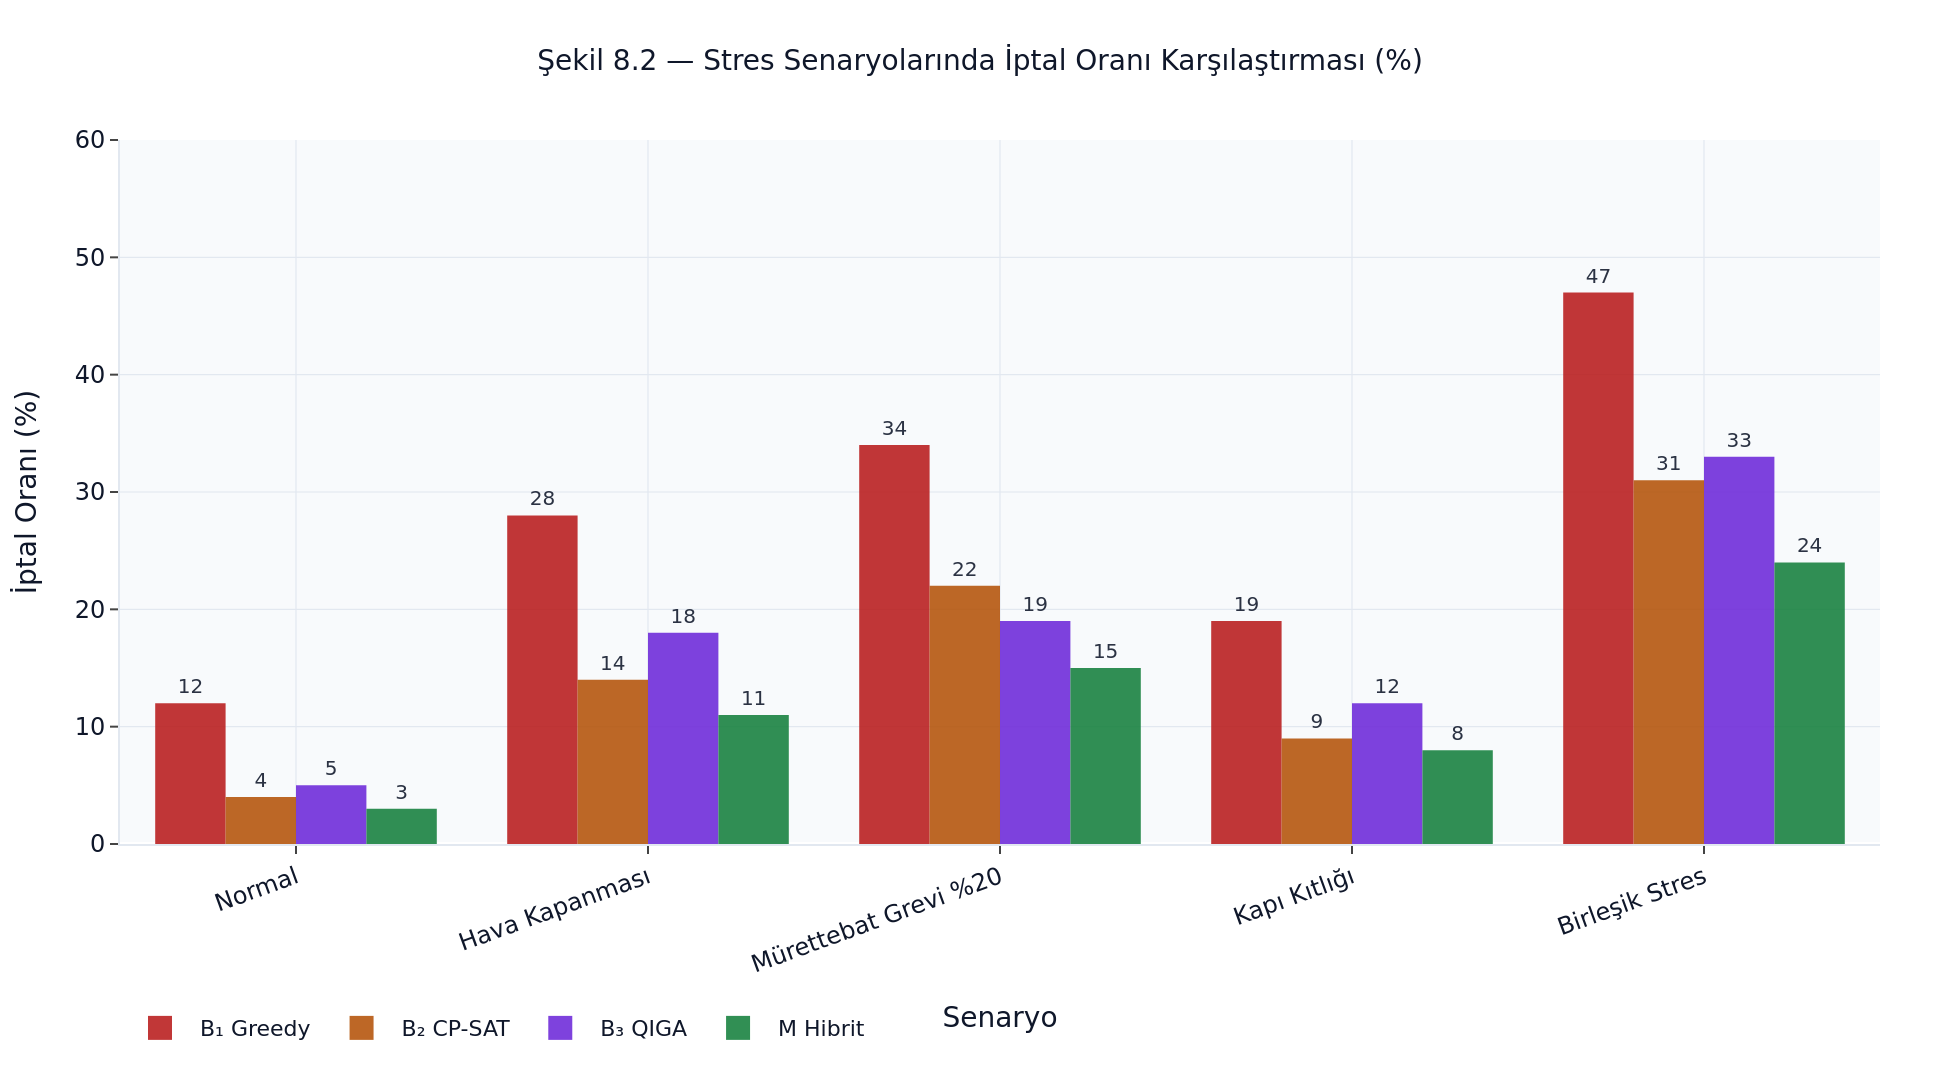 Şekil 8.2 — Stres Senaryolarında İptal Oranı Karşılaştırması (%)
İptal Oranı (%)
60
50
40
30
20
10
0
12
4
5
3
28
14
18
11
34
22
19
15
19
9
12
8
47
31
33
24
Normal
Hava Kapanması
Mürettebat Grevi %20
Kapı Kıtlığı
Birleşik Stres
Senaryo
B₁ Greedy
B₂ CP-SAT
B₃ QIGA
M Hibrit